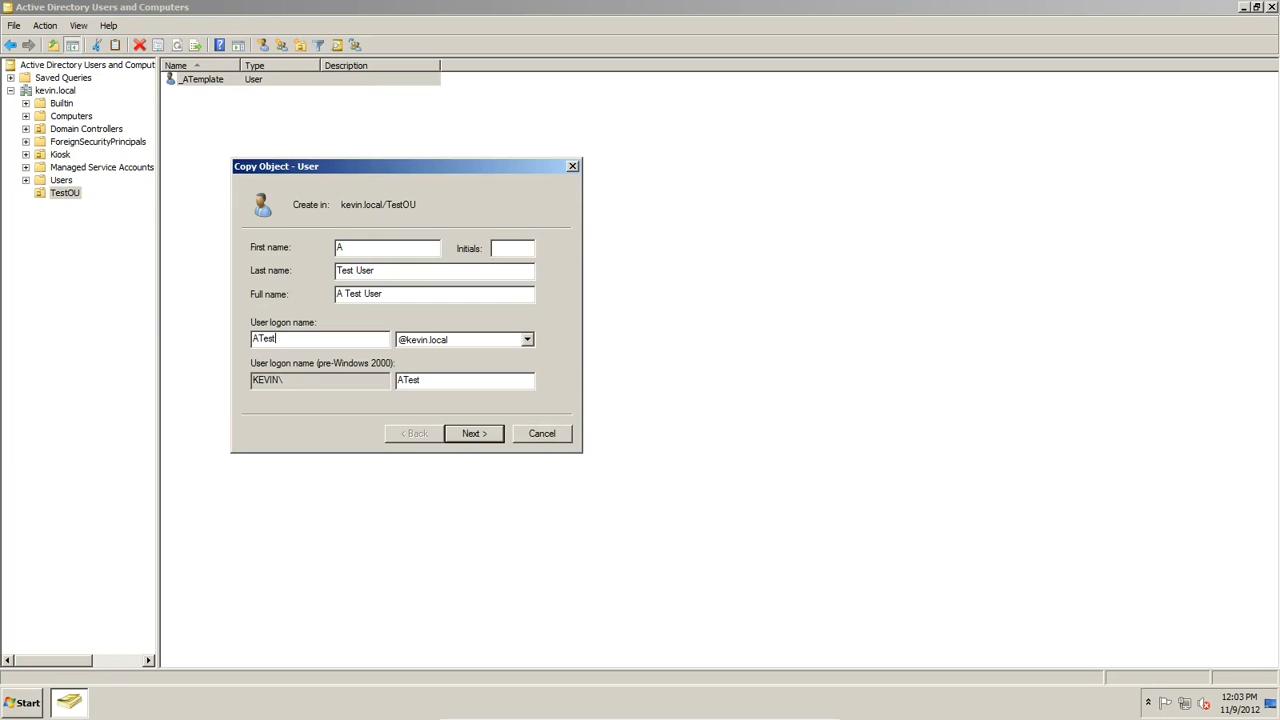 Active Directory Users and Computers
File Action View Help
Active Directory Users and Comput
Saved Queries
kevin.local
Builtin
Computers
Domain Controllers
ForeignSecurityPrincipals
Kiosk
Managed Service Accounts
Users
TestOU
Name Type Description
_ATemplate User
Copy Object - User
Create in: kevin.local/TestOU
First name: A Initials:
Last name: Test User
Full name: A Test User
User logon name:
ATest @kevin.local
User logon name (pre-Windows 2000):
KEVIN\ ATest
< Back Next > Cancel
Start
12:03 PM
11/9/2012